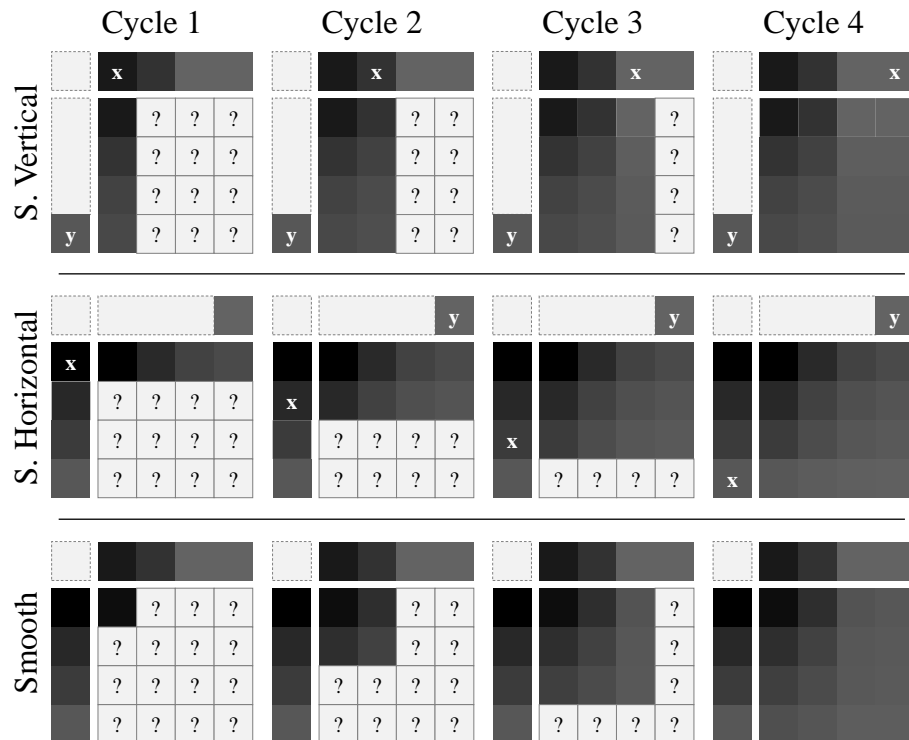 Cycle 1 Cycle 2 Cycle 3 Cycle 4
S. Vertical
x x x x
? ? ? ? ? ?
? ? ? ? ? ?
? ? ? ? ? ?
y ? ? ? y ? ? y ? y
S. Horizontal
y y y
x
? ? ? ? x
? ? ? ? ? ? ? ? x
? ? ? ? ? ? ? ? ? ? ? ? x
Smooth
? ? ? ? ? ?
? ? ? ? ? ? ?
? ? ? ? ? ? ? ? ?
? ? ? ? ? ? ? ? ? ? ? ?